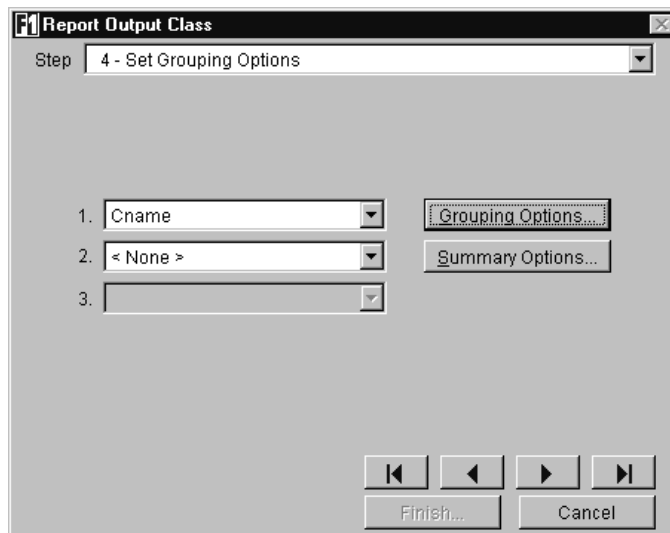 F1 Report Output Class
Step 4 - Set Grouping Options
1. Cname Grouping Options...
2. < None > Summary Options...
3.
Finish... Cancel